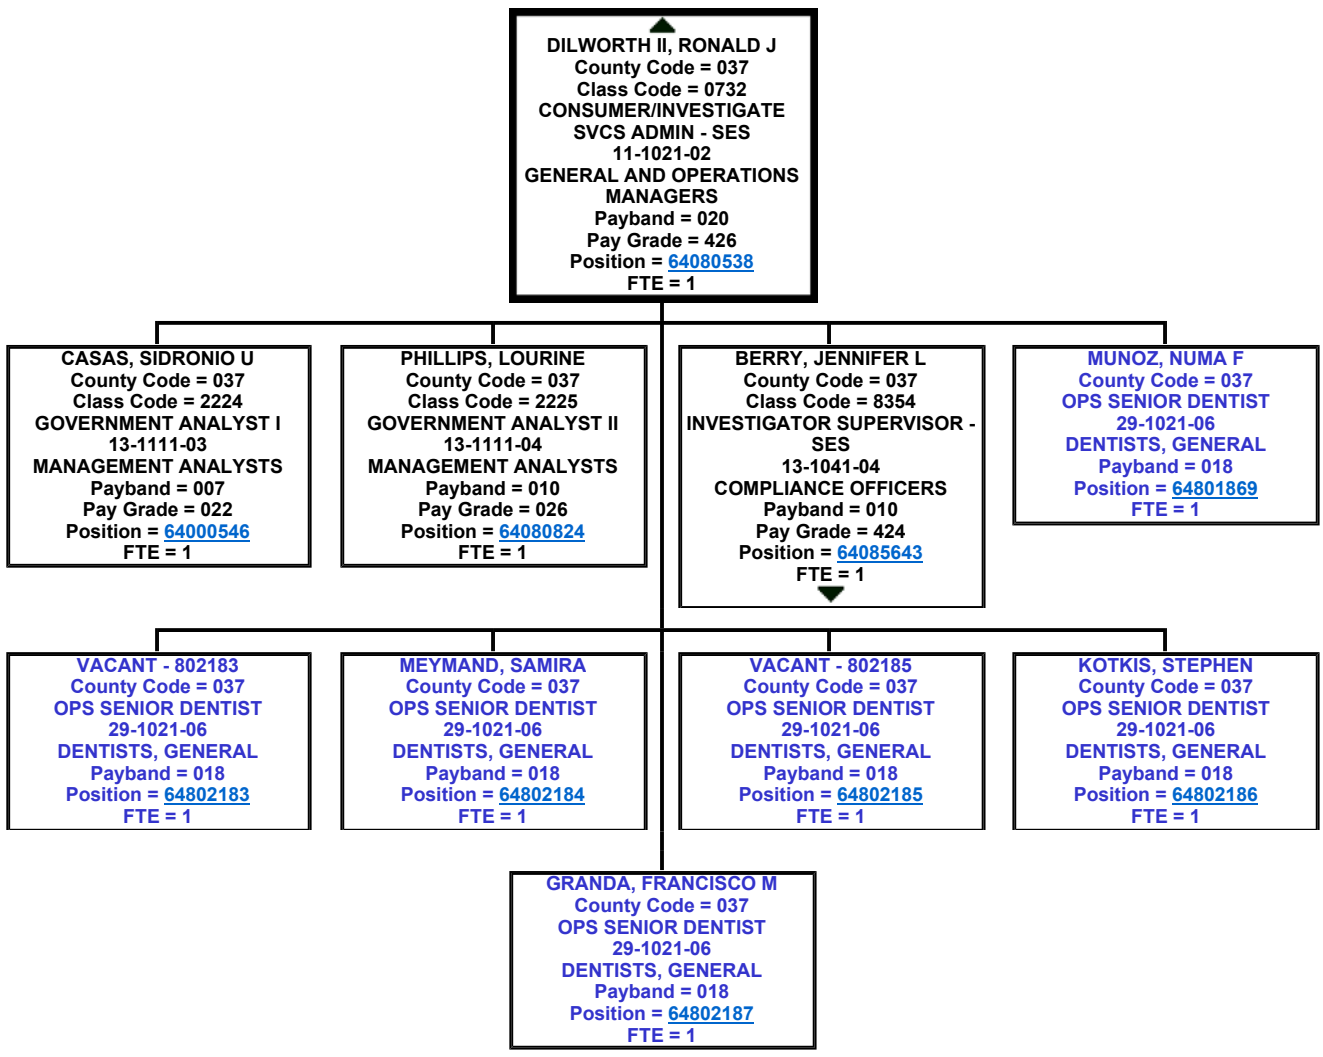 DILWORTH II, RONALD J
County Code = 037
Class Code = 0732
CONSUMER/INVESTIGATE
SVCS ADMIN - SES
11-1021-02
GENERAL AND OPERATIONS
MANAGERS
Payband = 020
Pay Grade = 426
Position = 64080538
FTE = 1
CASAS, SIDRONIO U
County Code = 037
Class Code = 2224
GOVERNMENT ANALYST I
13-1111-03
MANAGEMENT ANALYSTS
Payband = 007
Pay Grade = 022
Position = 64000546
FTE = 1
PHILLIPS, LOURINE
County Code = 037
Class Code = 2225
GOVERNMENT ANALYST II
13-1111-04
MANAGEMENT ANALYSTS
Payband = 010
Pay Grade = 026
Position = 64080824
FTE = 1
BERRY, JENNIFER L
County Code = 037
Class Code = 8354
INVESTIGATOR SUPERVISOR -
SES
13-1041-04
COMPLIANCE OFFICERS
Payband = 010
Pay Grade = 424
Position = 64085643
FTE = 1
MUNOZ, NUMA F
County Code = 037
OPS SENIOR DENTIST
29-1021-06
DENTISTS, GENERAL
Payband = 018
Position = 64801869
FTE = 1
VACANT - 802183
County Code = 037
OPS SENIOR DENTIST
29-1021-06
DENTISTS, GENERAL
Payband = 018
Position = 64802183
FTE = 1
MEYMAND, SAMIRA
County Code = 037
OPS SENIOR DENTIST
29-1021-06
DENTISTS, GENERAL
Payband = 018
Position = 64802184
FTE = 1
VACANT - 802185
County Code = 037
OPS SENIOR DENTIST
29-1021-06
DENTISTS, GENERAL
Payband = 018
Position = 64802185
FTE = 1
KOTKIS, STEPHEN
County Code = 037
OPS SENIOR DENTIST
29-1021-06
DENTISTS, GENERAL
Payband = 018
Position = 64802186
FTE = 1
GRANDA, FRANCISCO M
County Code = 037
OPS SENIOR DENTIST
29-1021-06
DENTISTS, GENERAL
Payband = 018
Position = 64802187
FTE = 1